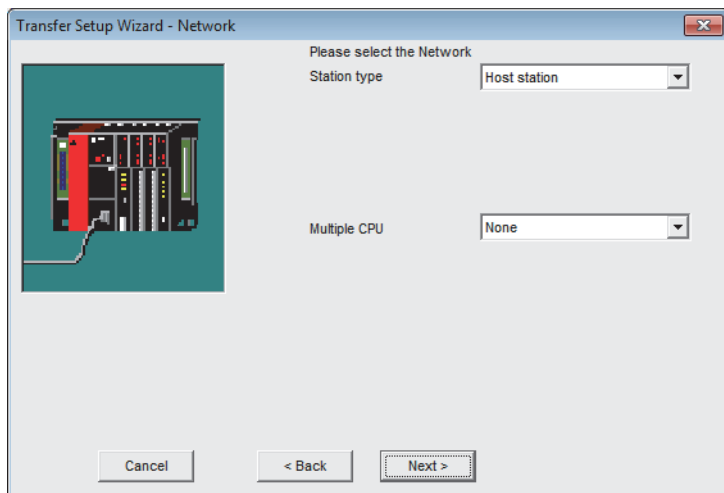 Transfer Setup Wizard - Network
Please select the Network
Station type Host station
Multiple CPU None
Cancel < Back Next >